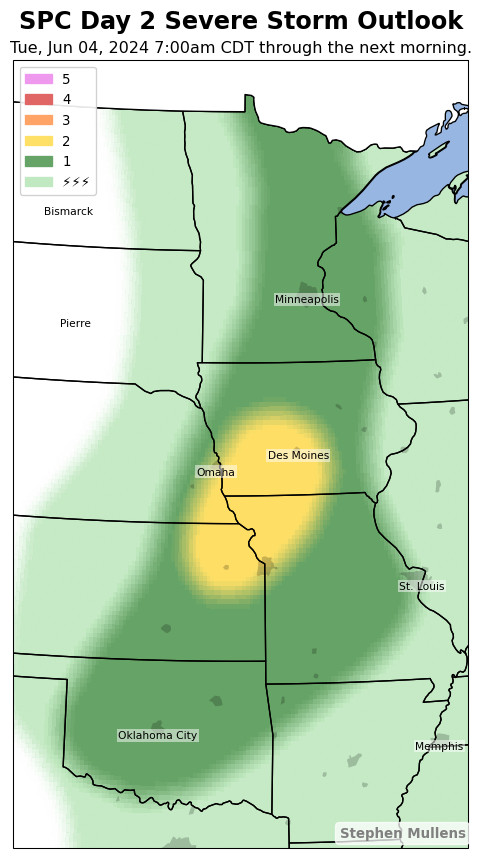 SPC Day 2 Severe Storm Outlook
Tue, Jun 04, 2024 7:00am CDT through the next morning.
5
4
3
2
1
⚡⚡⚡
Bismarck
Minneapolis
Pierre
Des Moines
Omaha
St. Louis
Oklahoma City
Memphis
Stephen Mullens